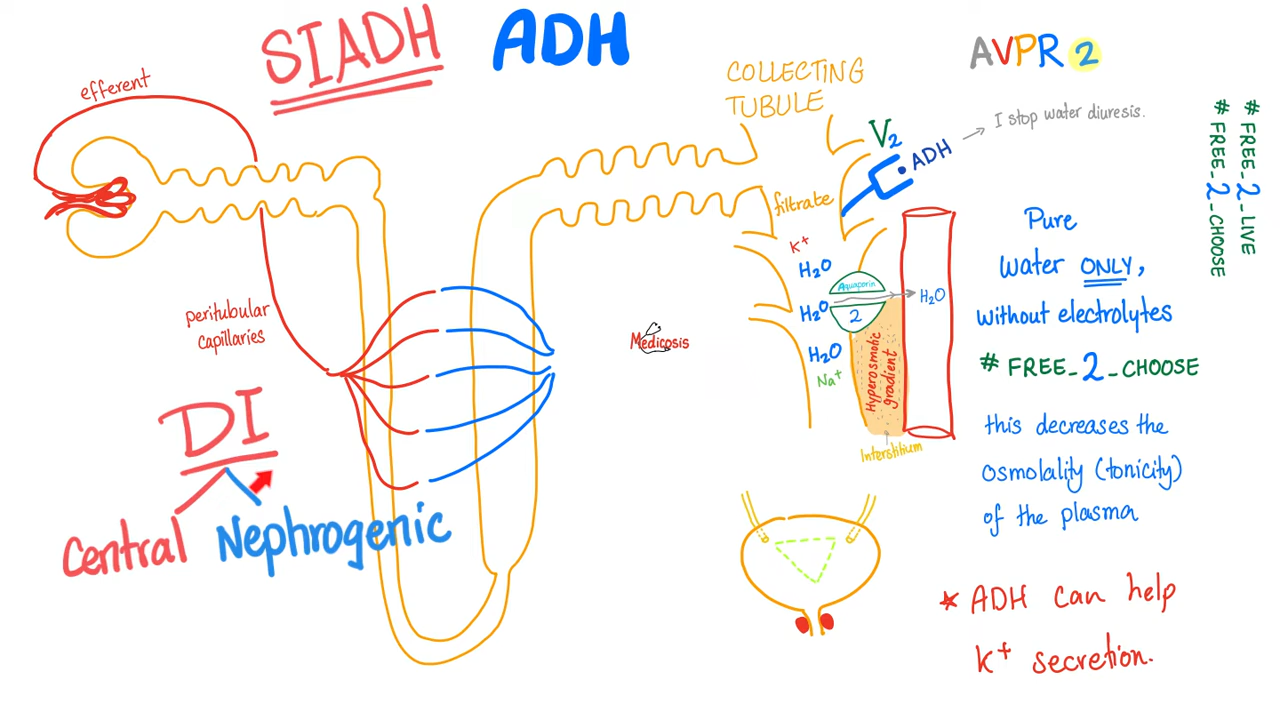 SIADH
ADH
efferent
peritubular
capillaries
DI
Central
Nephrogenic
Medicosis
COLLECTING
TUBULE
V2
ADH
I stop water diuresis.
filtrate
K+
H2O
H2O
H2O
Na+
Aquaporin
2
H2O
Hyperosmotic
gradient
Interstitium
AVPR 2
Pure
Water ONLY,
without electrolytes
# FREE_2_CHOOSE
this decreases the
osmolality (tonicity)
of the plasma
* ADH can help
K+ secretion.
# FREE_2_LIVE
# FREE_2_CHOOSE